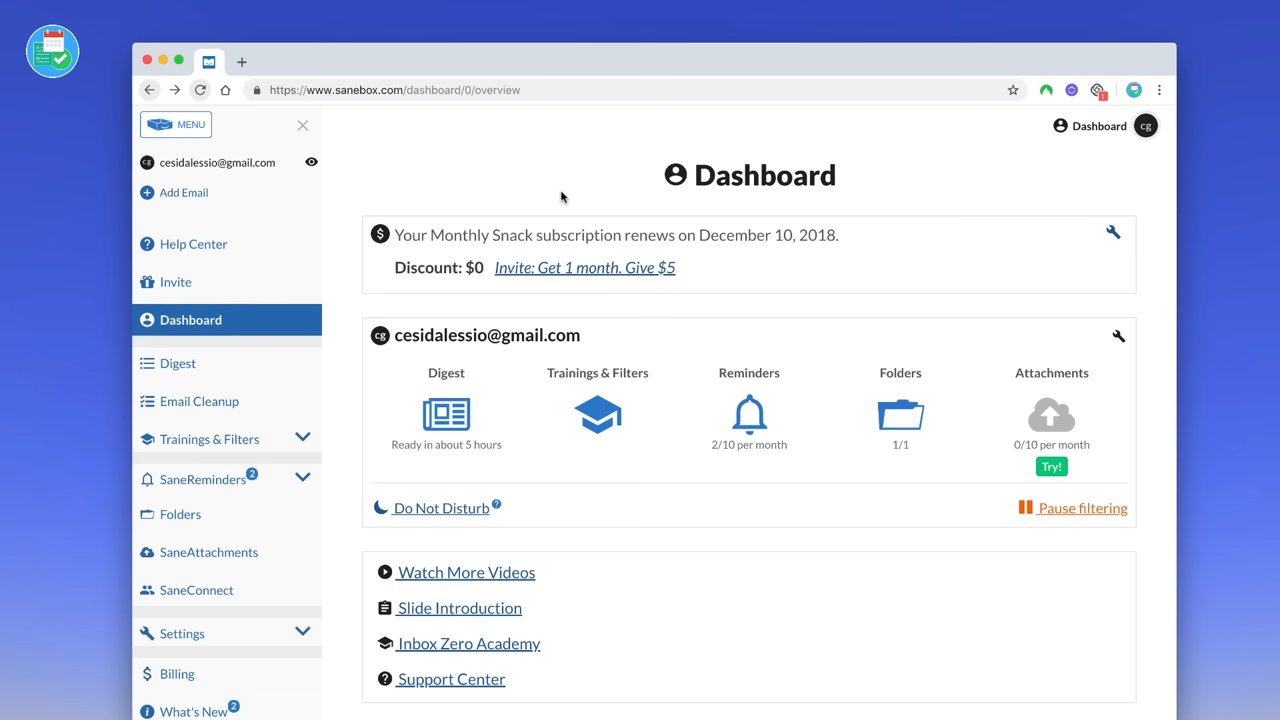 https://www.sanebox.com/dashboard/0/overview
MENU
cg cesidalessio@gmail.com
Add Email
Help Center
Invite
Dashboard
Digest
Email Cleanup
Trainings & Filters
SaneReminders 2
Folders
SaneAttachments
SaneConnect
Settings
Billing
What's New 2
Dashboard cg
Dashboard
Your Monthly Snack subscription renews on December 10, 2018.
Discount: $0 Invite: Get 1 month. Give $5
cg cesidalessio@gmail.com
Digest Trainings & Filters Reminders Folders Attachments
Ready in about 5 hours 2/10 per month 1/1 0/10 per month
Try!
Do Not Disturb ? Pause filtering
Watch More Videos
Slide Introduction
Inbox Zero Academy
Support Center